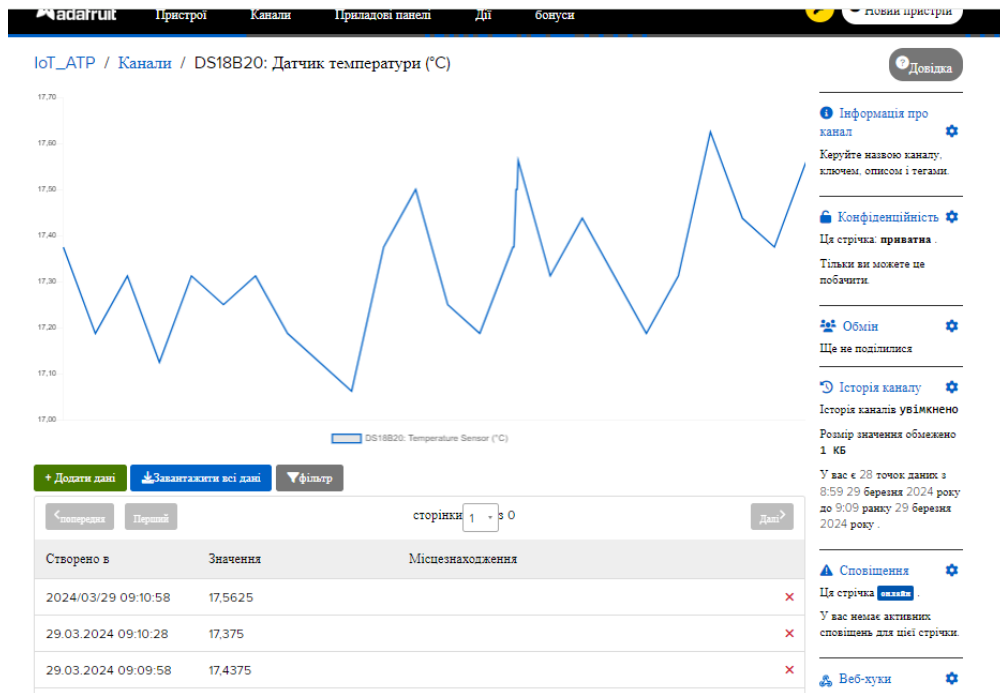 adafruit Пристрої Канали Приладові панелі Дії бонуси Новий пристрій
IoT_ATP / Канали / DS18B20: Датчик температури (°C)
Довідка
17,70
17,60
17,50
17,40
17,30
17,20
17,10
17,00
DS18B20: Temperature Sensor (°C)
+ Додати дані Завантажити всі дані фільтр
попередня Перший сторінки 1 з 0 Далі
Створено в Значення Місцезнаходження
2024/03/29 09:10:58 17,5625
29.03.2024 09:10:28 17,375
29.03.2024 09:09:58 17,4375
Інформація про
канал
Керуйте назвою каналу,
ключем, описом і тегами.
Конфіденційність
Ця стрічка: приватна .
Тільки ви можете це
побачити.
Обмін
Ще не поділилися
Історія каналу
Історія каналів увімкнено
Розмір значення обмежено
1 КБ
У вас є 28 точок даних з
8:59 29 березня 2024 року
до 9:09 ранку 29 березня
2024 року .
Сповіщення
Ця стрічка онлайн .
У вас немає активних
сповіщень для цієї стрічки.
Веб-хуки